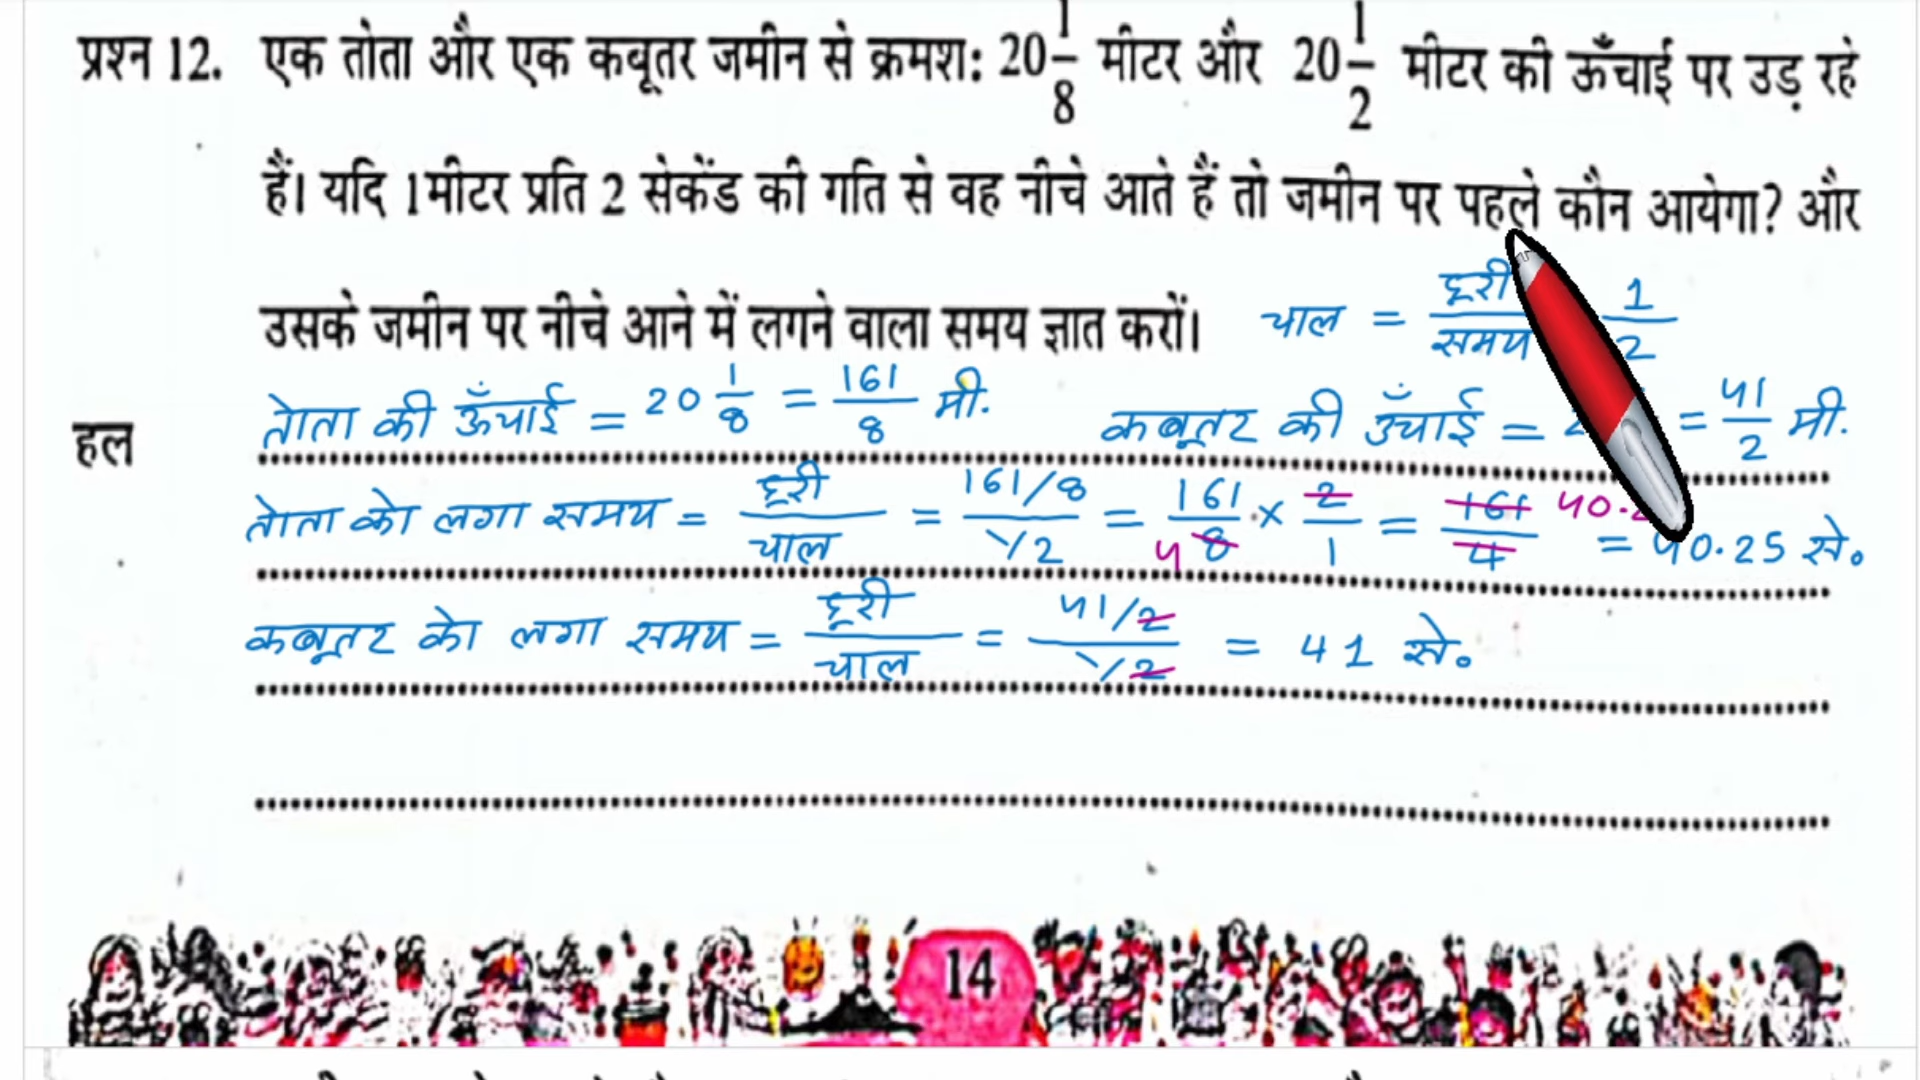 प्रश्न 12. एक तोता और एक कबूतर जमीन से क्रमश: 20 1/8 मीटर और 20 1/2 मीटर की ऊँचाई पर उड़ रहे
हैं। यदि 1मीटर प्रति 2 सेकेंड की गति से वह नीचे आते हैं तो जमीन पर पहले कौन आयेगा? और
उसके जमीन पर नीचे आने में लगने वाला समय ज्ञात करों।
चाल = दूरी/समय 1/2
हल तोता की ऊँचाई = 20 1/8 = 161/8 मी. कबूतर की उँचाई = = 41/2 मी.
तोता को लगा समय = दूरी/चाल = 161/8 / 1/2 = 161/8 × 2/1 = 161/4 = 40.25 से.
कबूतर को लगा समय = दूरी/चाल = 41/2 / 1/2 = 41 से.
14